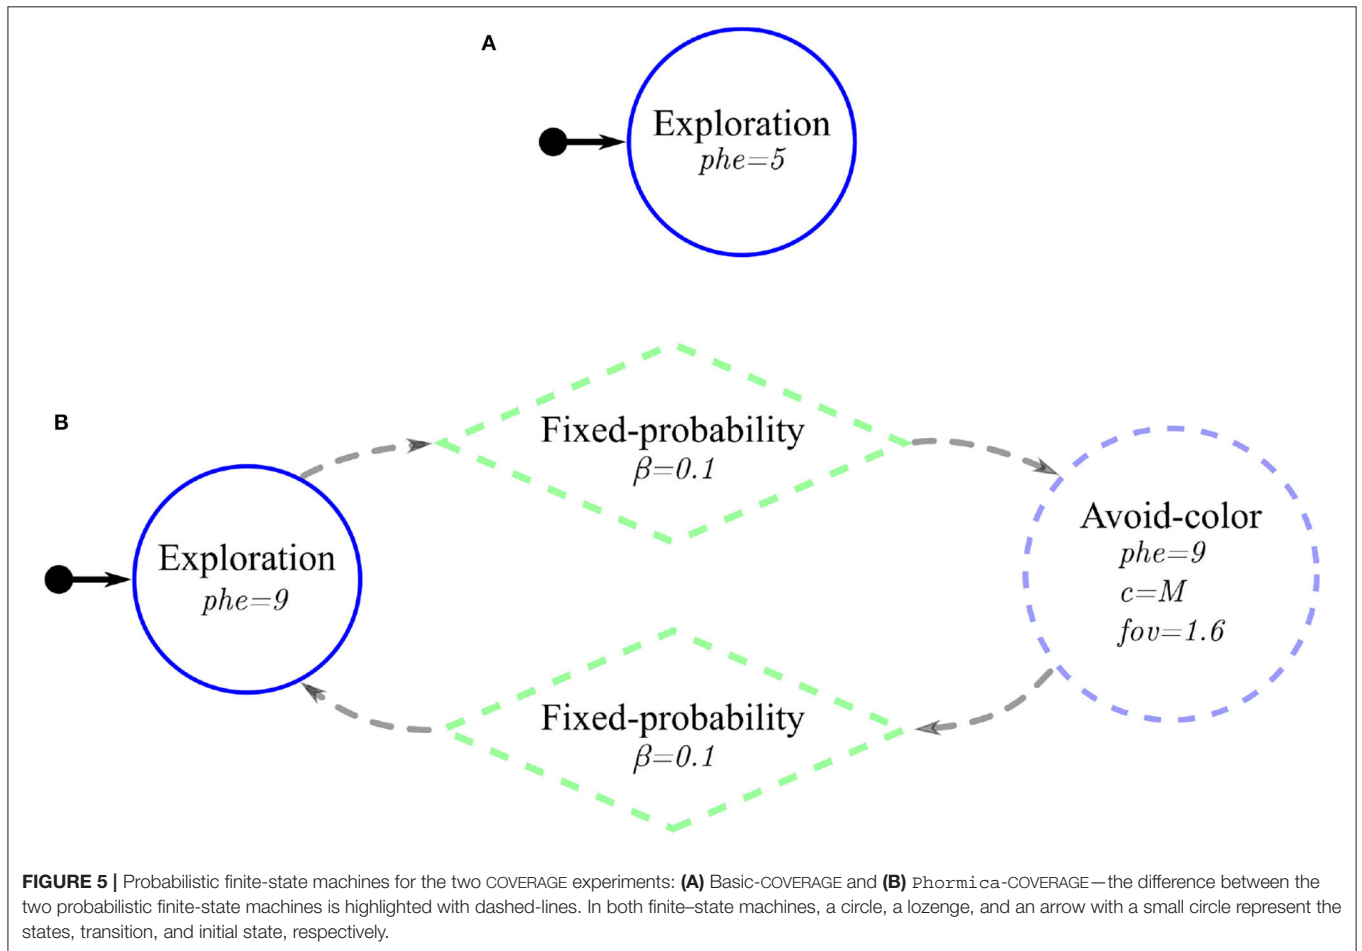 A
Exploration
phe=5
B
Fixed-probability
β=0.1
Exploration
phe=9
Avoid-color
phe=9
c=M
fov=1.6
Fixed-probability
β=0.1
FIGURE 5 | Probabilistic finite-state machines for the two COVERAGE experiments: (A) Basic-COVERAGE and (B) Phormica-COVERAGE—the difference between the
two probabilistic finite-state machines is highlighted with dashed-lines. In both finite–state machines, a circle, a lozenge, and an arrow with a small circle represent the
states, transition, and initial state, respectively.